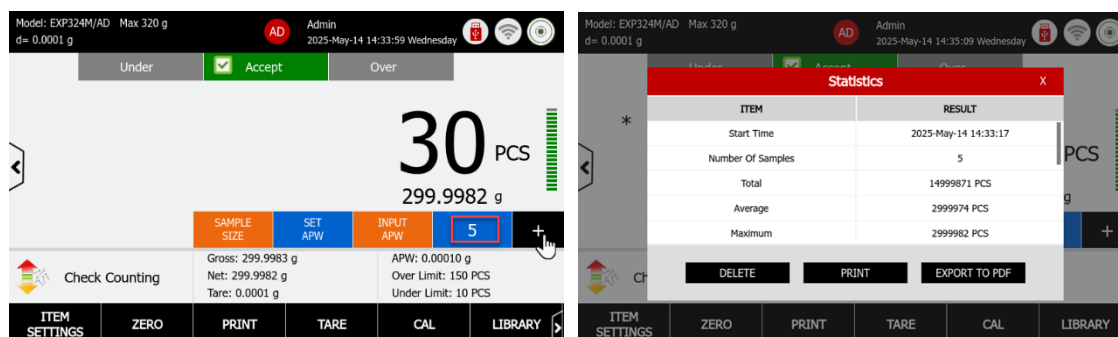 Model: EXP324M/AD Max 320 g
d= 0.0001 g
AD
Admin
2025-May-14 14:33:59 Wednesday
Under
Accept
Over
30 PCS
299.9982 g
SAMPLE
SIZE
SET
APW
INPUT
APW
5
+
Check Counting
Gross: 299.9983 g
Net: 299.9982 g
Tare: 0.0001 g
APW: 0.00010 g
Over Limit: 150 PCS
Under Limit: 10 PCS
ITEM
SETTINGS
ZERO
PRINT
TARE
CAL
LIBRARY
Model: EXP324M/AD Max 320 g
d= 0.0001 g
AD
Admin
2025-May-14 14:35:09 Wednesday
Statistics X
ITEM RESULT
Start Time 2025-May-14 14:33:17
Number Of Samples 5
Total 14999871 PCS
Average 2999974 PCS
Maximum 2999982 PCS
DELETE
PRINT
EXPORT TO PDF
*
PCS
g
+
Ch
ITEM
SETTINGS
ZERO
PRINT
TARE
CAL
LIBRARY